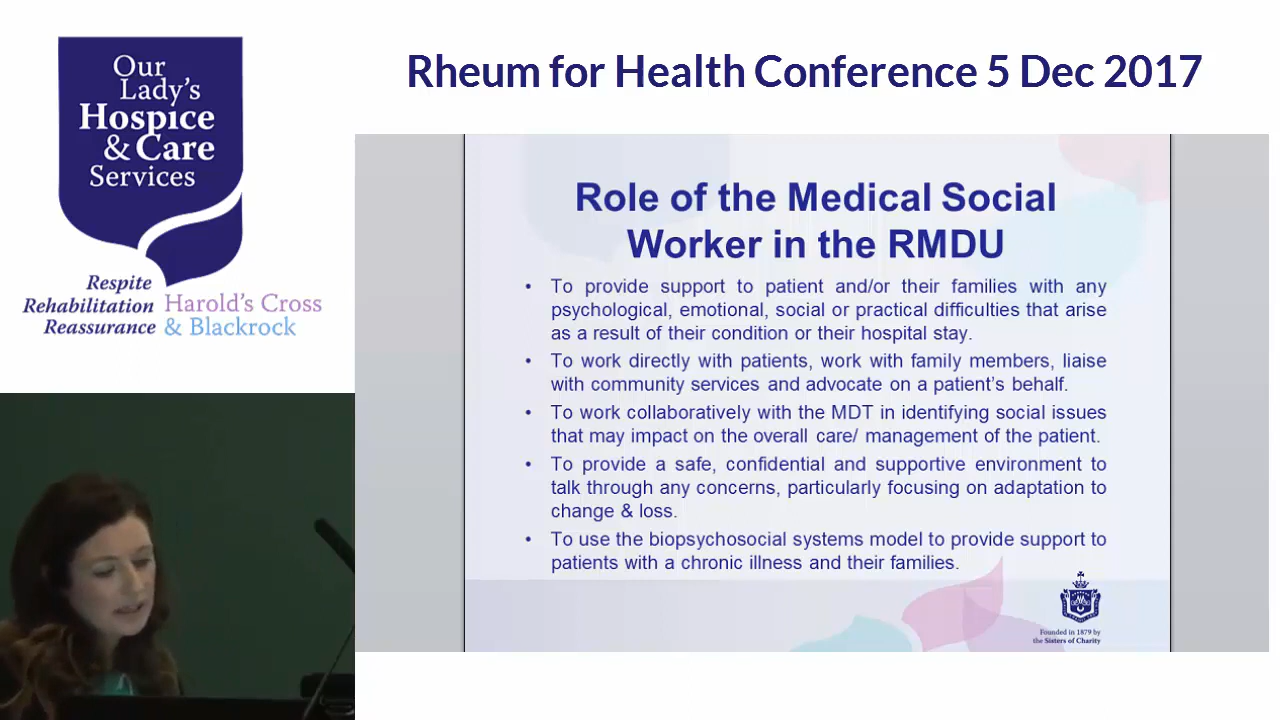 Our
Lady's
Hospice
& Care
Services
Respite
Rehabilitation
Reassurance
Harold's Cross
& Blackrock
Rheum for Health Conference 5 Dec 2017
Role of the Medical Social
Worker in the RMDU
• To provide support to patient and/or their families with any
psychological, emotional, social or practical difficulties that arise
as a result of their condition or their hospital stay.
• To work directly with patients, work with family members, liaise
with community services and advocate on a patient's behalf.
• To work collaboratively with the MDT in identifying social issues
that may impact on the overall care/ management of the patient.
• To provide a safe, confidential and supportive environment to
talk through any concerns, particularly focusing on adaptation to
change & loss.
• To use the biopsychosocial systems model to provide support to
patients with a chronic illness and their families.
Founded in 1879 by
the Sisters of Charity